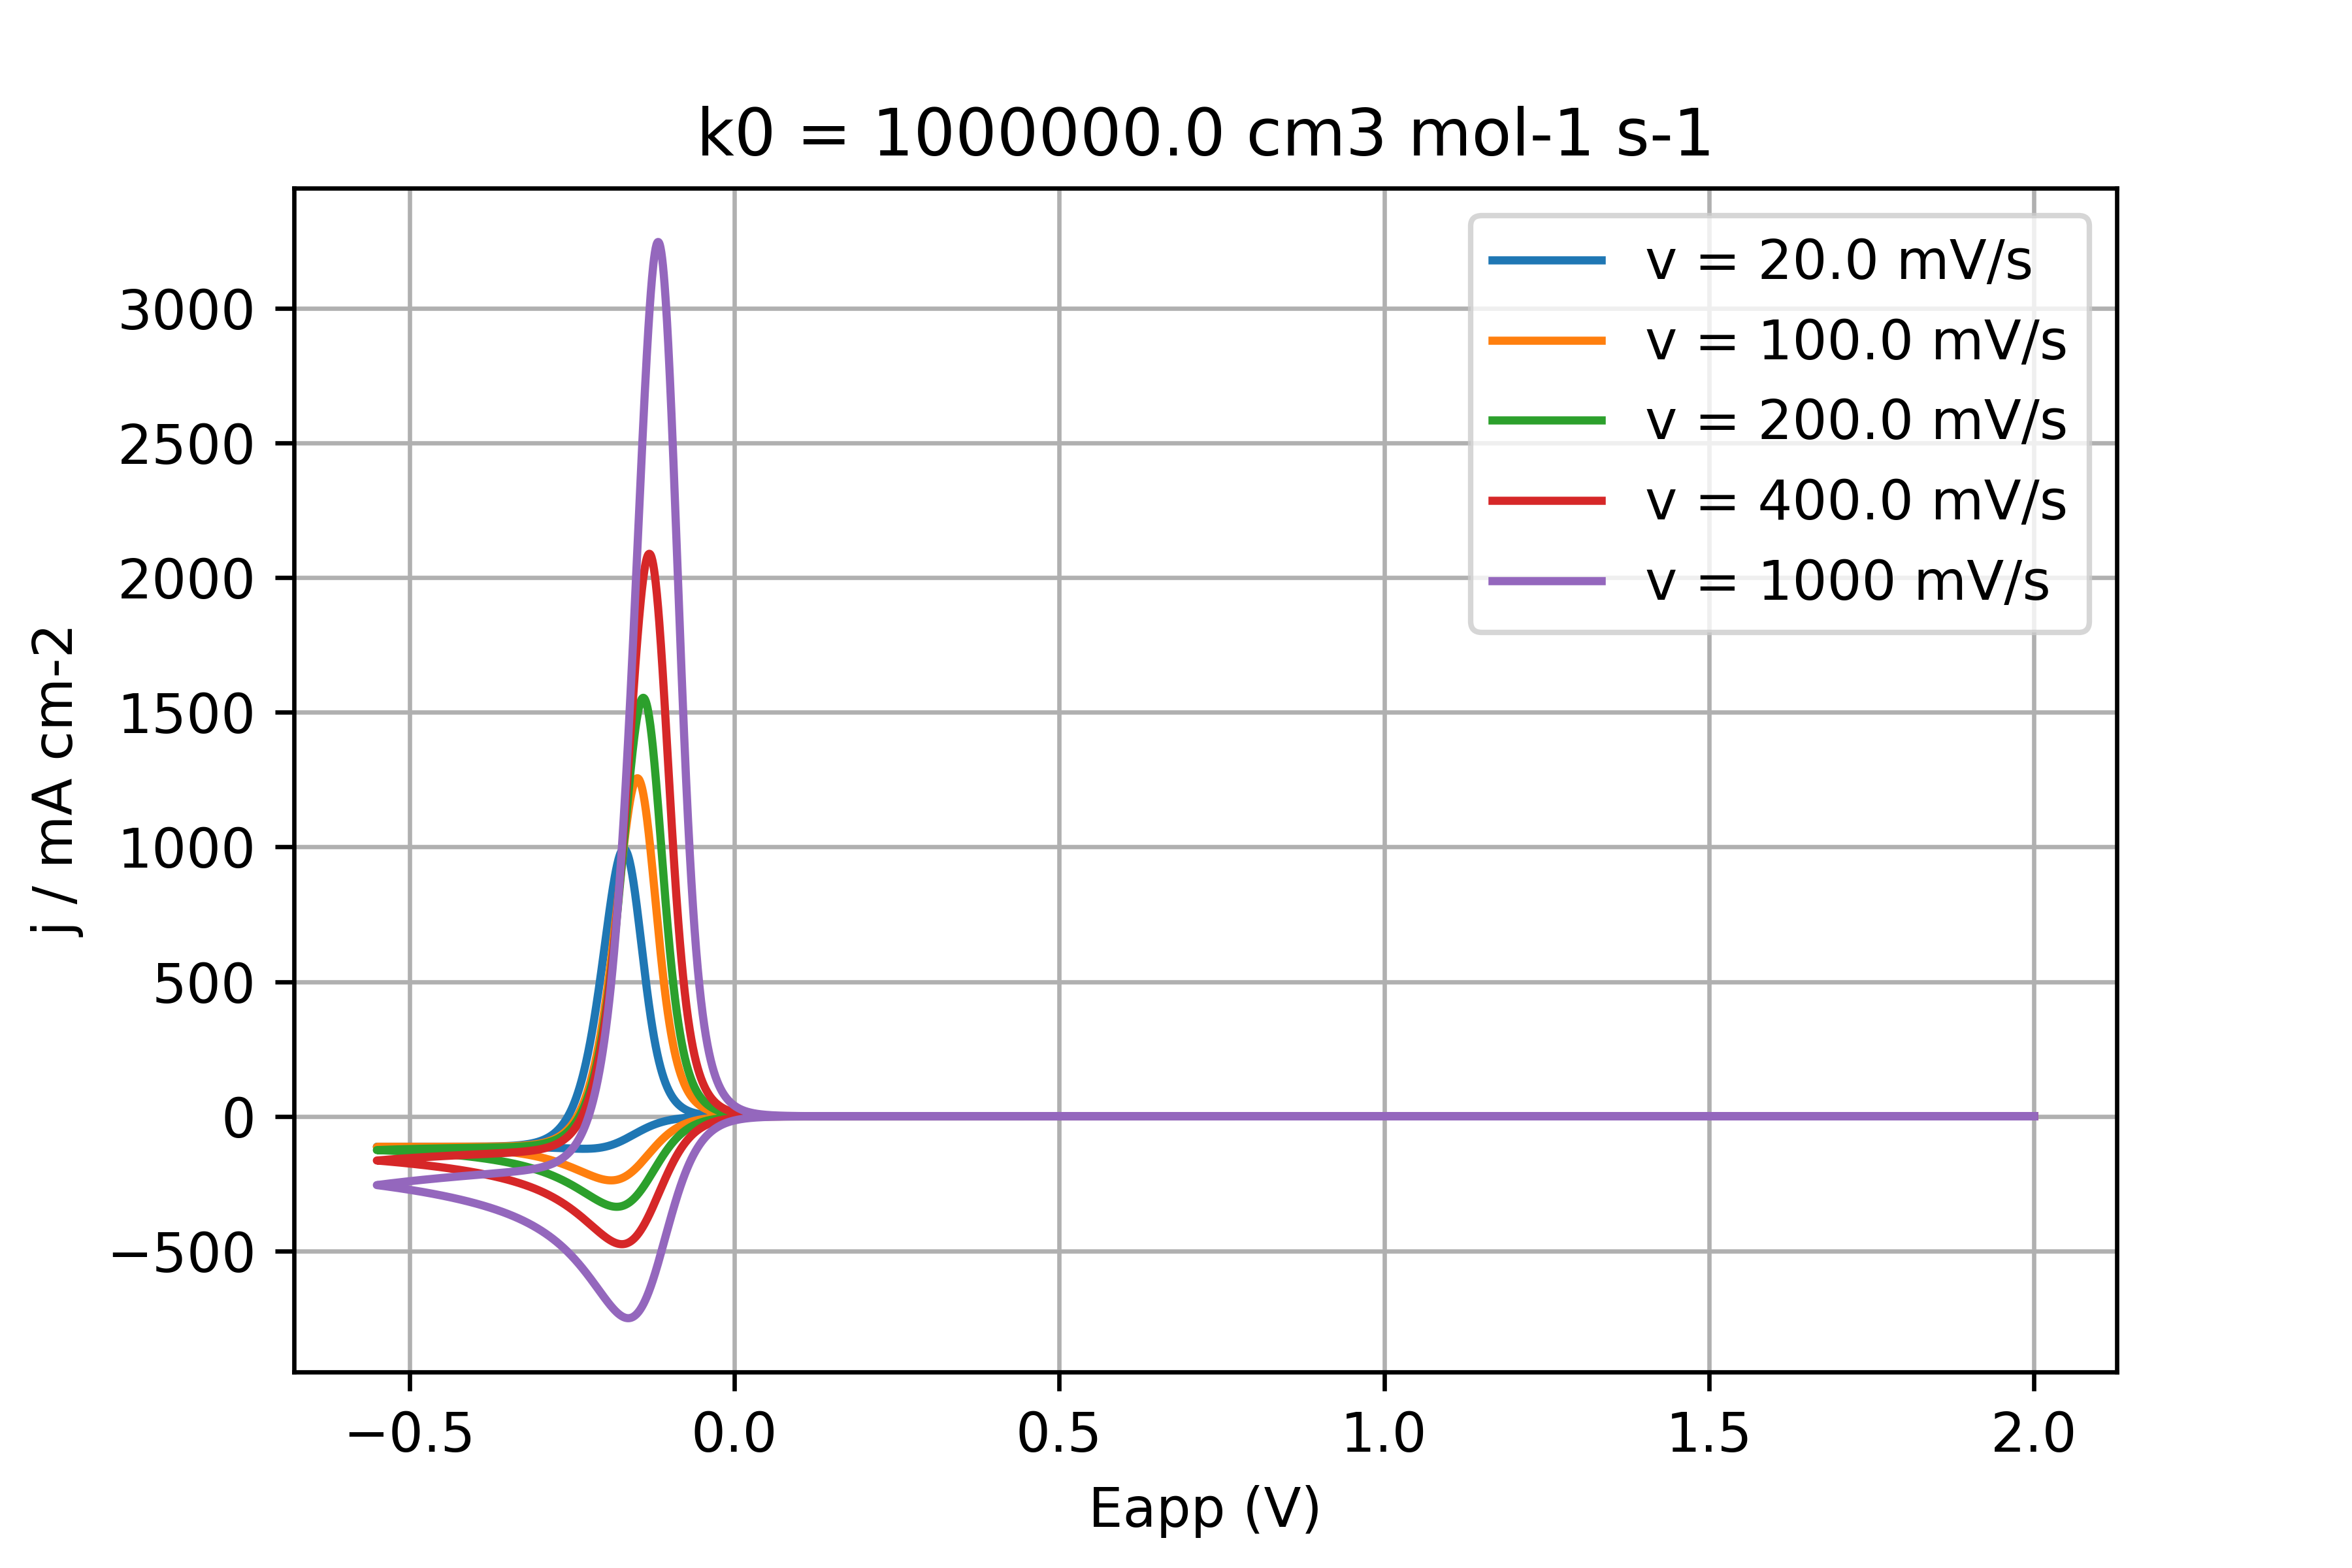 k0 = 1000000.0 cm3 mol-1 s-1
v = 20.0 mV/s
v = 100.0 mV/s
v = 200.0 mV/s
v = 400.0 mV/s
v = 1000 mV/s
j / mA cm-2
3000
2500
2000
1500
1000
500
0
−500
−0.5 0.0 0.5 1.0 1.5 2.0
Eapp (V)